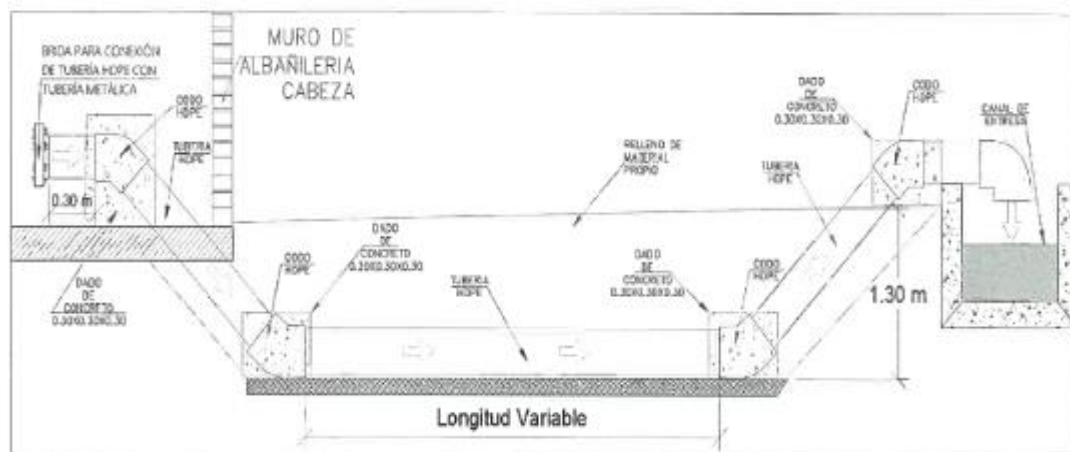 BRIDA PARA CONEXIÓN
DE TUBERÍA HDPE CON
TUBERÍA METÁLICA
MURO DE
ALBAÑILERIA
CABEZA
CODO
HDPE
TUBERIA
HDPE
0.30 m
DADO
DE
CONCRETO
0.30X0.30X0.30
CODO
HDPE
DADO
DE
CONCRETO
0.30X0.30X0.30
TUBERIA
HDPE
RELLENO DE
MATERIAL
PROPIO
DADO
DE
CONCRETO
0.30X0.30X0.30
CODO
HDPE
TUBERIA
HDPE
DADO
DE
CONCRETO
0.30X0.30X0.30
CODO
HDPE
CANAL DE
ENTREGA
1.30 m
Longitud Variable